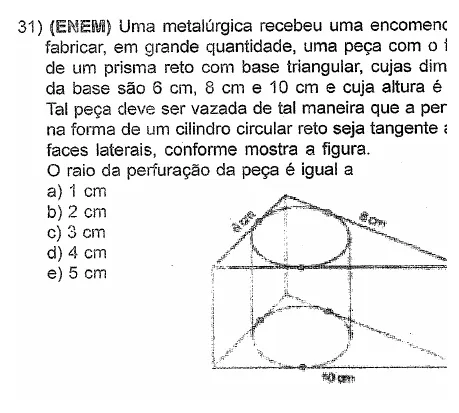 31) (ENEM) Uma metalúrgica recebeu uma encomenc
fabricar, em grande quantidade, uma peça com o f
de um prisma reto com base triangular, cujas dim
da base são 6 cm, 8 cm e 10 cm e cuja altura é
Tal peça deve ser vazada de tal maneira que a per
na forma de um cilindro circular reto seja tangente a
faces laterais, conforme mostra a figura.
O raio da perfuração da peça é igual a
a) 1 cm
b) 2 cm
c) 3 cm
d) 4 cm
e) 5 cm
6 cm
8 cm
10 cm